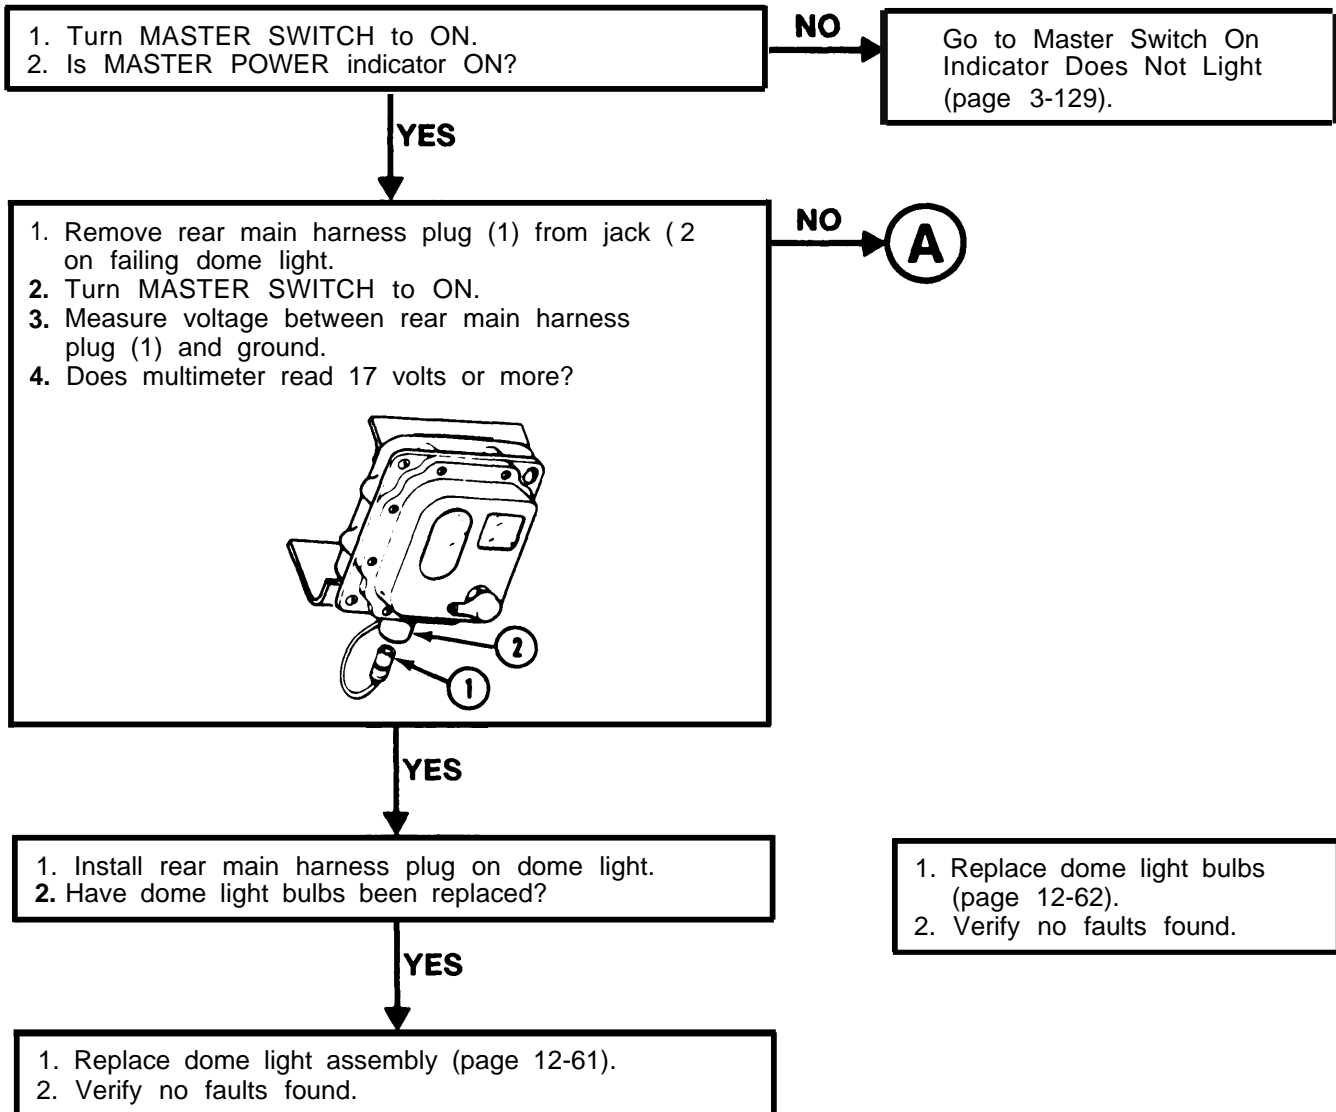 1. Turn MASTER SWITCH to ON.
2. Is MASTER POWER indicator ON?
NO
Go to Master Switch On
Indicator Does Not Light
(page 3-129).
YES
1. Remove rear main harness plug (1) from jack ( 2
on failing dome light.
2. Turn MASTER SWITCH to ON.
3. Measure voltage between rear main harness
plug (1) and ground.
4. Does multimeter read 17 volts or more?
NO
A
2
1
YES
1. Install rear main harness plug on dome light.
2. Have dome light bulbs been replaced?
1. Replace dome light bulbs
(page 12-62).
2. Verify no faults found.
YES
1. Replace dome light assembly (page 12-61).
2. Verify no faults found.